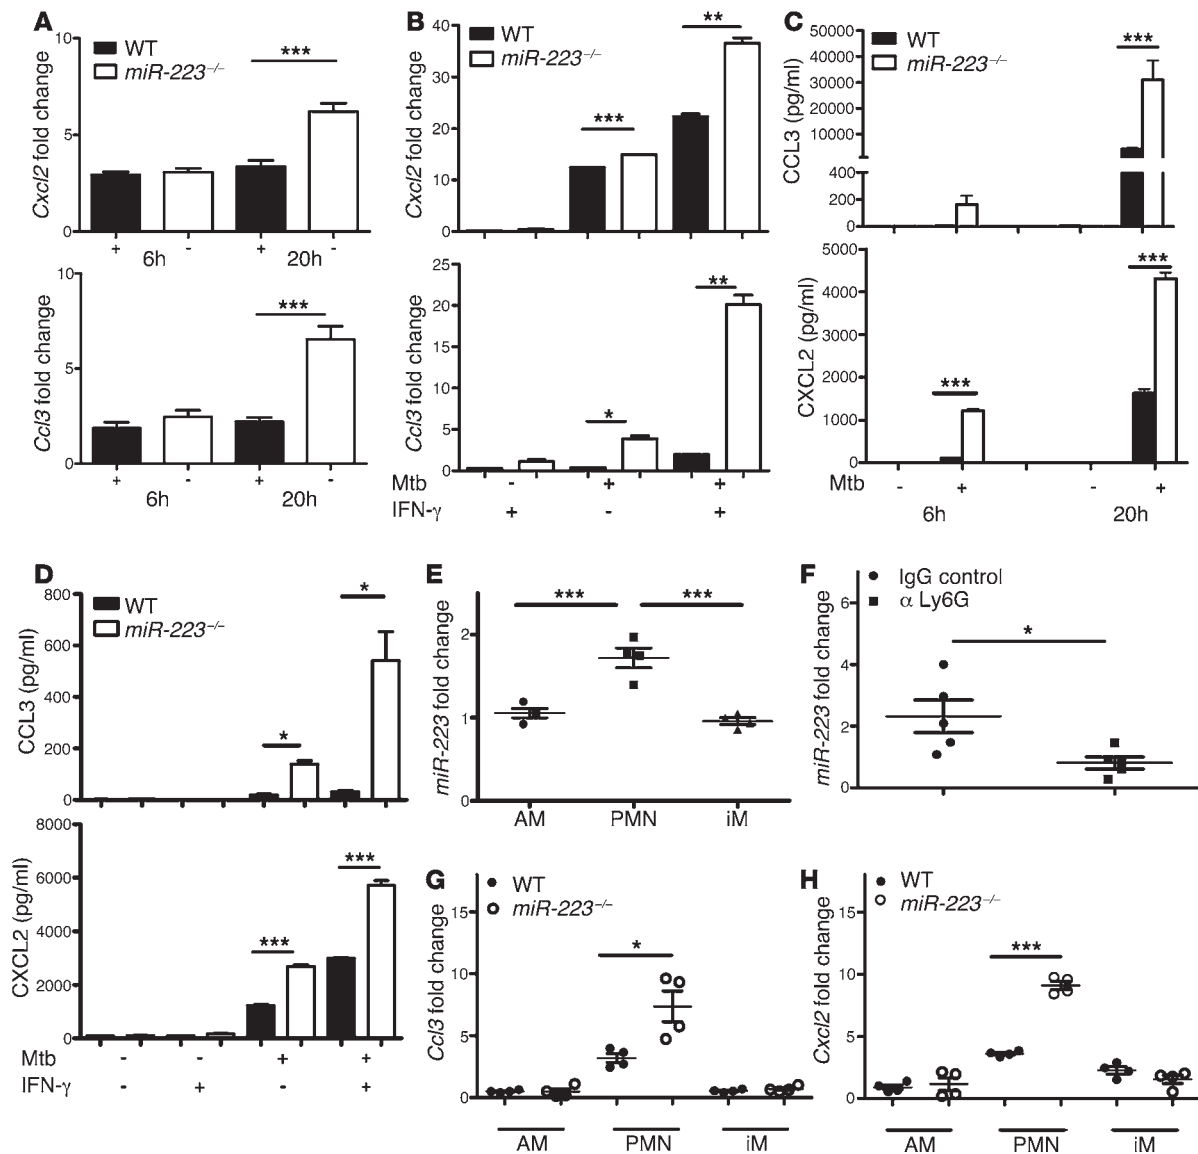 A
WT
miR-223−/−
Cxcl2 fold change
10
5
0
***
+ - + -
6h 20h
Ccl3 fold change
10
5
0
***
+ - + -
6h 20h
B
WT
miR-223−/−
Cxcl2 fold change
40
30
20
10
0
***
**
Ccl3 fold change
25
20
15
10
5
0
*
**
Mtb - + +
IFN-γ + - +
C
WT
miR-223−/−
CCL3 (pg/ml)
50000
40000
30000
20000
10000
400
200
0
***
CXCL2 (pg/ml)
5000
4000
3000
2000
1000
0
***
***
Mtb - + - +
6h 20h
D
WT
miR-223−/−
CCL3 (pg/ml)
800
600
400
200
0
*
*
CXCL2 (pg/ml)
8000
6000
4000
2000
0
***
***
Mtb - - + +
IFN-γ - + - +
E
miR-223 fold change
2
1
0
*** ***
AM PMN iM
F
IgG control
α Ly6G
miR-223 fold change
6
4
2
0
*
G
WT
miR-223−/−
Ccl3 fold change
15
10
5
0
*
AM PMN iM
H
WT
miR-223−/−
Cxcl2 fold change
15
10
5
0
***
AM PMN iM